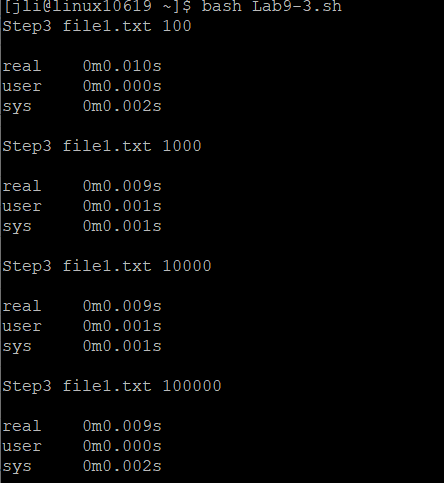 [jli@linux10619 ~]$ bash Lab9-3.sh
Step3 file1.txt 100
real 0m0.010s
user 0m0.000s
sys 0m0.002s
Step3 file1.txt 1000
real 0m0.009s
user 0m0.001s
sys 0m0.001s
Step3 file1.txt 10000
real 0m0.009s
user 0m0.001s
sys 0m0.001s
Step3 file1.txt 100000
real 0m0.009s
user 0m0.000s
sys 0m0.002s